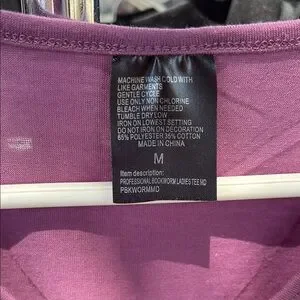 MACHINE WASH COLD WITH
LIKE GARMENTS
GENTLE CYCLE
USE ONLY NON CHLORINE
BLEACH WHEN NEEDED
TUMBLE DRY LOW
IRON ON LOWEST SETTING
DO NOT IRON ON DECORATION
65% POLYESTER 35% COTTON
MADE IN CHINA
M
Item description:
PROFESSIONAL BOOKWORM LADIES TEE MD
PBKWORMMD